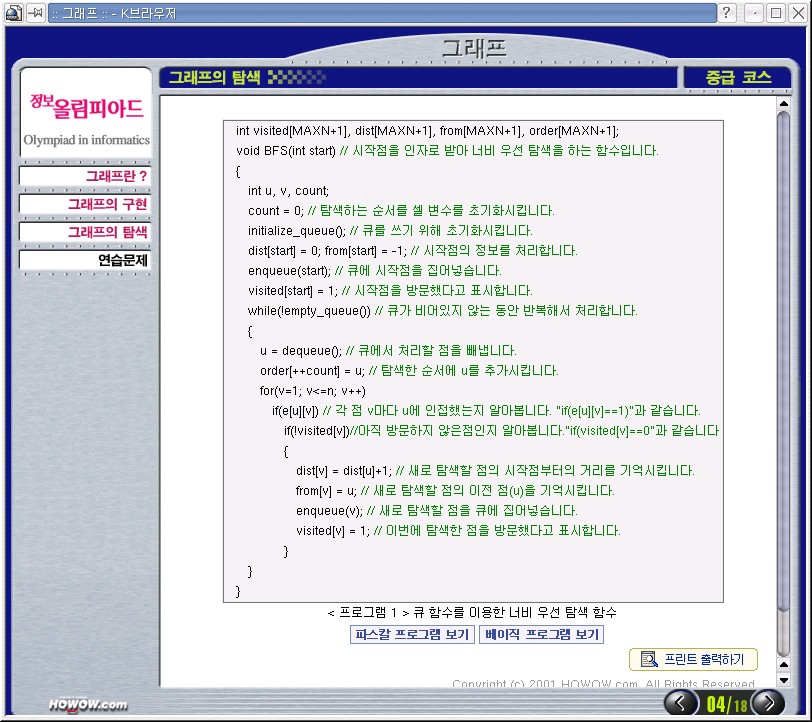 :: 그래프 :: - K브라우저
그래프
정보올림피아드
Olympiad in informatics
그래프란 ?
그래프의 구현
그래프의 탐색
연습문제
그래프의 탐색
중급 코스
int visited[MAXN+1], dist[MAXN+1], from[MAXN+1], order[MAXN+1];
void BFS(int start) // 시작점을 인자로 받아 너비 우선 탐색을 하는 함수입니다.
{
int u, v, count;
count = 0; // 탐색하는 순서를 셀 변수를 초기화시킵니다.
initialize_queue(); // 큐를 쓰기 위해 초기화시킵니다.
dist[start] = 0; from[start] = -1; // 시작점의 정보를 처리합니다.
enqueue(start); // 큐에 시작점을 집어넣습니다.
visited[start] = 1; // 시작점을 방문했다고 표시합니다.
while(!empty_queue()) // 큐가 비어있지 않는 동안 반복해서 처리합니다.
{
u = dequeue(); // 큐에서 처리할 점을 빼냅니다.
order[++count] = u; // 탐색한 순서에 u를 추가시킵니다.
for(v=1; v<=n; v++)
if(e[u][v]) // 각 점 v마다 u에 인접했는지 알아봅니다. "if(e[u][v]==1)"과 같습니다.
if(!visited[v])//아직 방문하지 않은점인지 알아봅니다."if(visited[v]==0"과 같습니다
{
dist[v] = dist[u]+1; // 새로 탐색할 점의 시작점부터의 거리를 기억시킵니다.
from[v] = u; // 새로 탐색할 점의 이전 점(u)을 기억시킵니다.
enqueue(v); // 새로 탐색할 점을 큐에 집어넣습니다.
visited[v] = 1; // 이번에 탐색한 점을 방문했다고 표시합니다.
}
}
}
< 프로그램 1 > 큐 함수를 이용한 너비 우선 탐색 함수
파스칼 프로그램 보기 베이직 프로그램 보기
프린트 출력하기
Copyright (c) 2001 HOWOW.com. All Rights Reserved
HOWOW.com
04/18